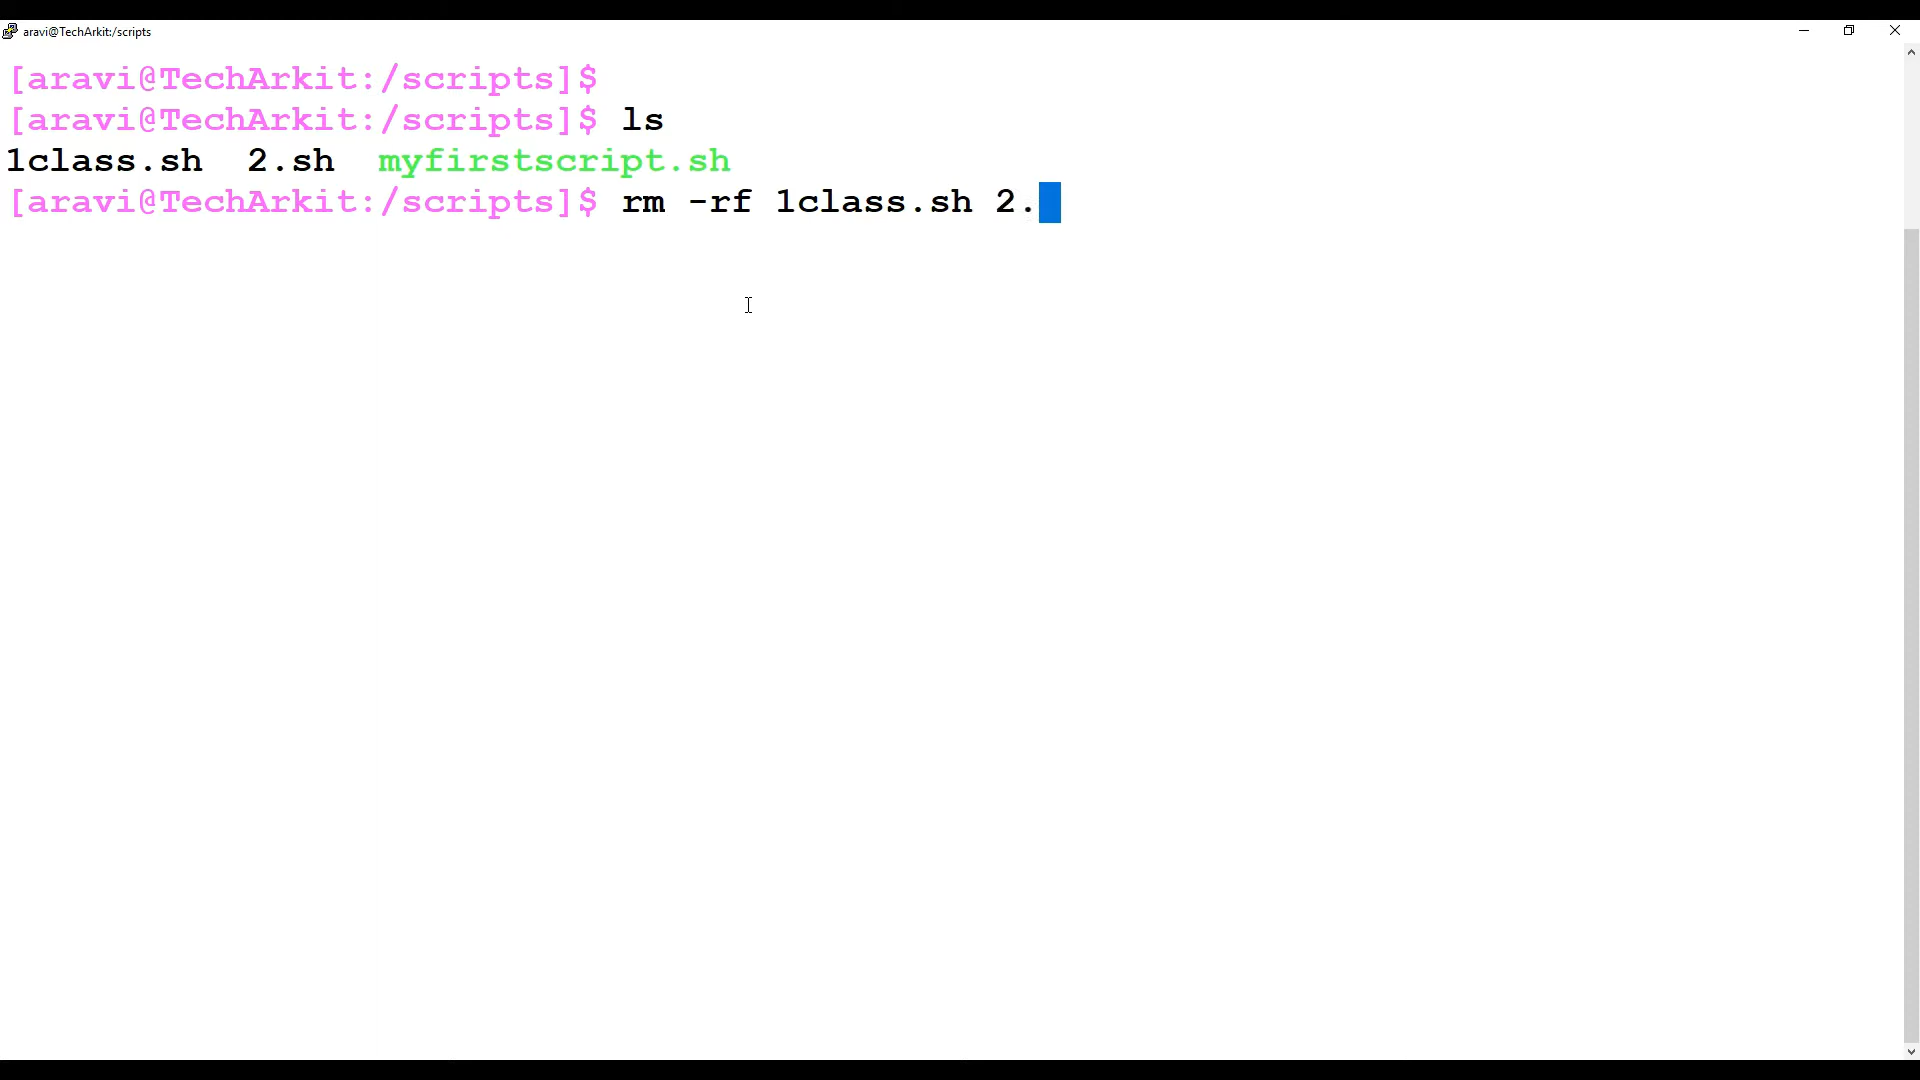 aravi@TechArkit:/scripts
[aravi@TechArkit:/scripts]$
[aravi@TechArkit:/scripts]$ ls
1class.sh  2.sh  myfirstscript.sh
[aravi@TechArkit:/scripts]$ rm -rf 1class.sh 2.